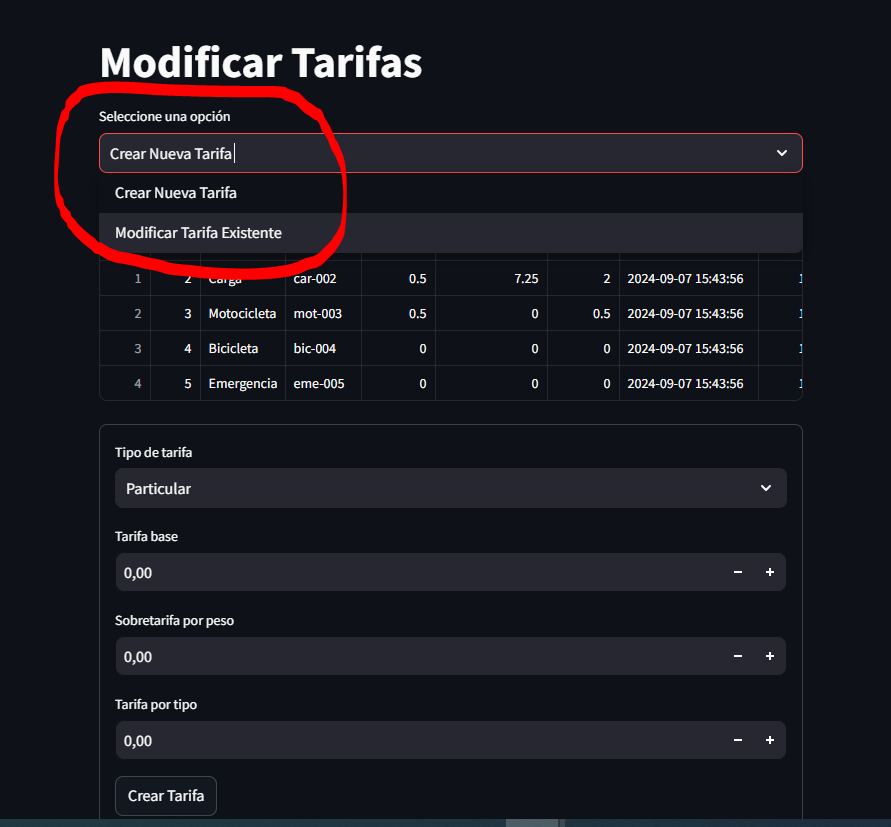 Modificar Tarifas
Seleccione una opción
Crear Nueva Tarifa
Crear Nueva Tarifa
Modificar Tarifa Existente
1 2 Carga car-002 0.5 7.25 2 2024-09-07 15:43:56 1
2 3 Motocicleta mot-003 0.5 0 0.5 2024-09-07 15:43:56 1
3 4 Bicicleta bic-004 0 0 0 2024-09-07 15:43:56 1
4 5 Emergencia eme-005 0 0 0 2024-09-07 15:43:56 1
Tipo de tarifa
Particular
Tarifa base
0,00
Sobretarifa por peso
0,00
Tarifa por tipo
0,00
Crear Tarifa